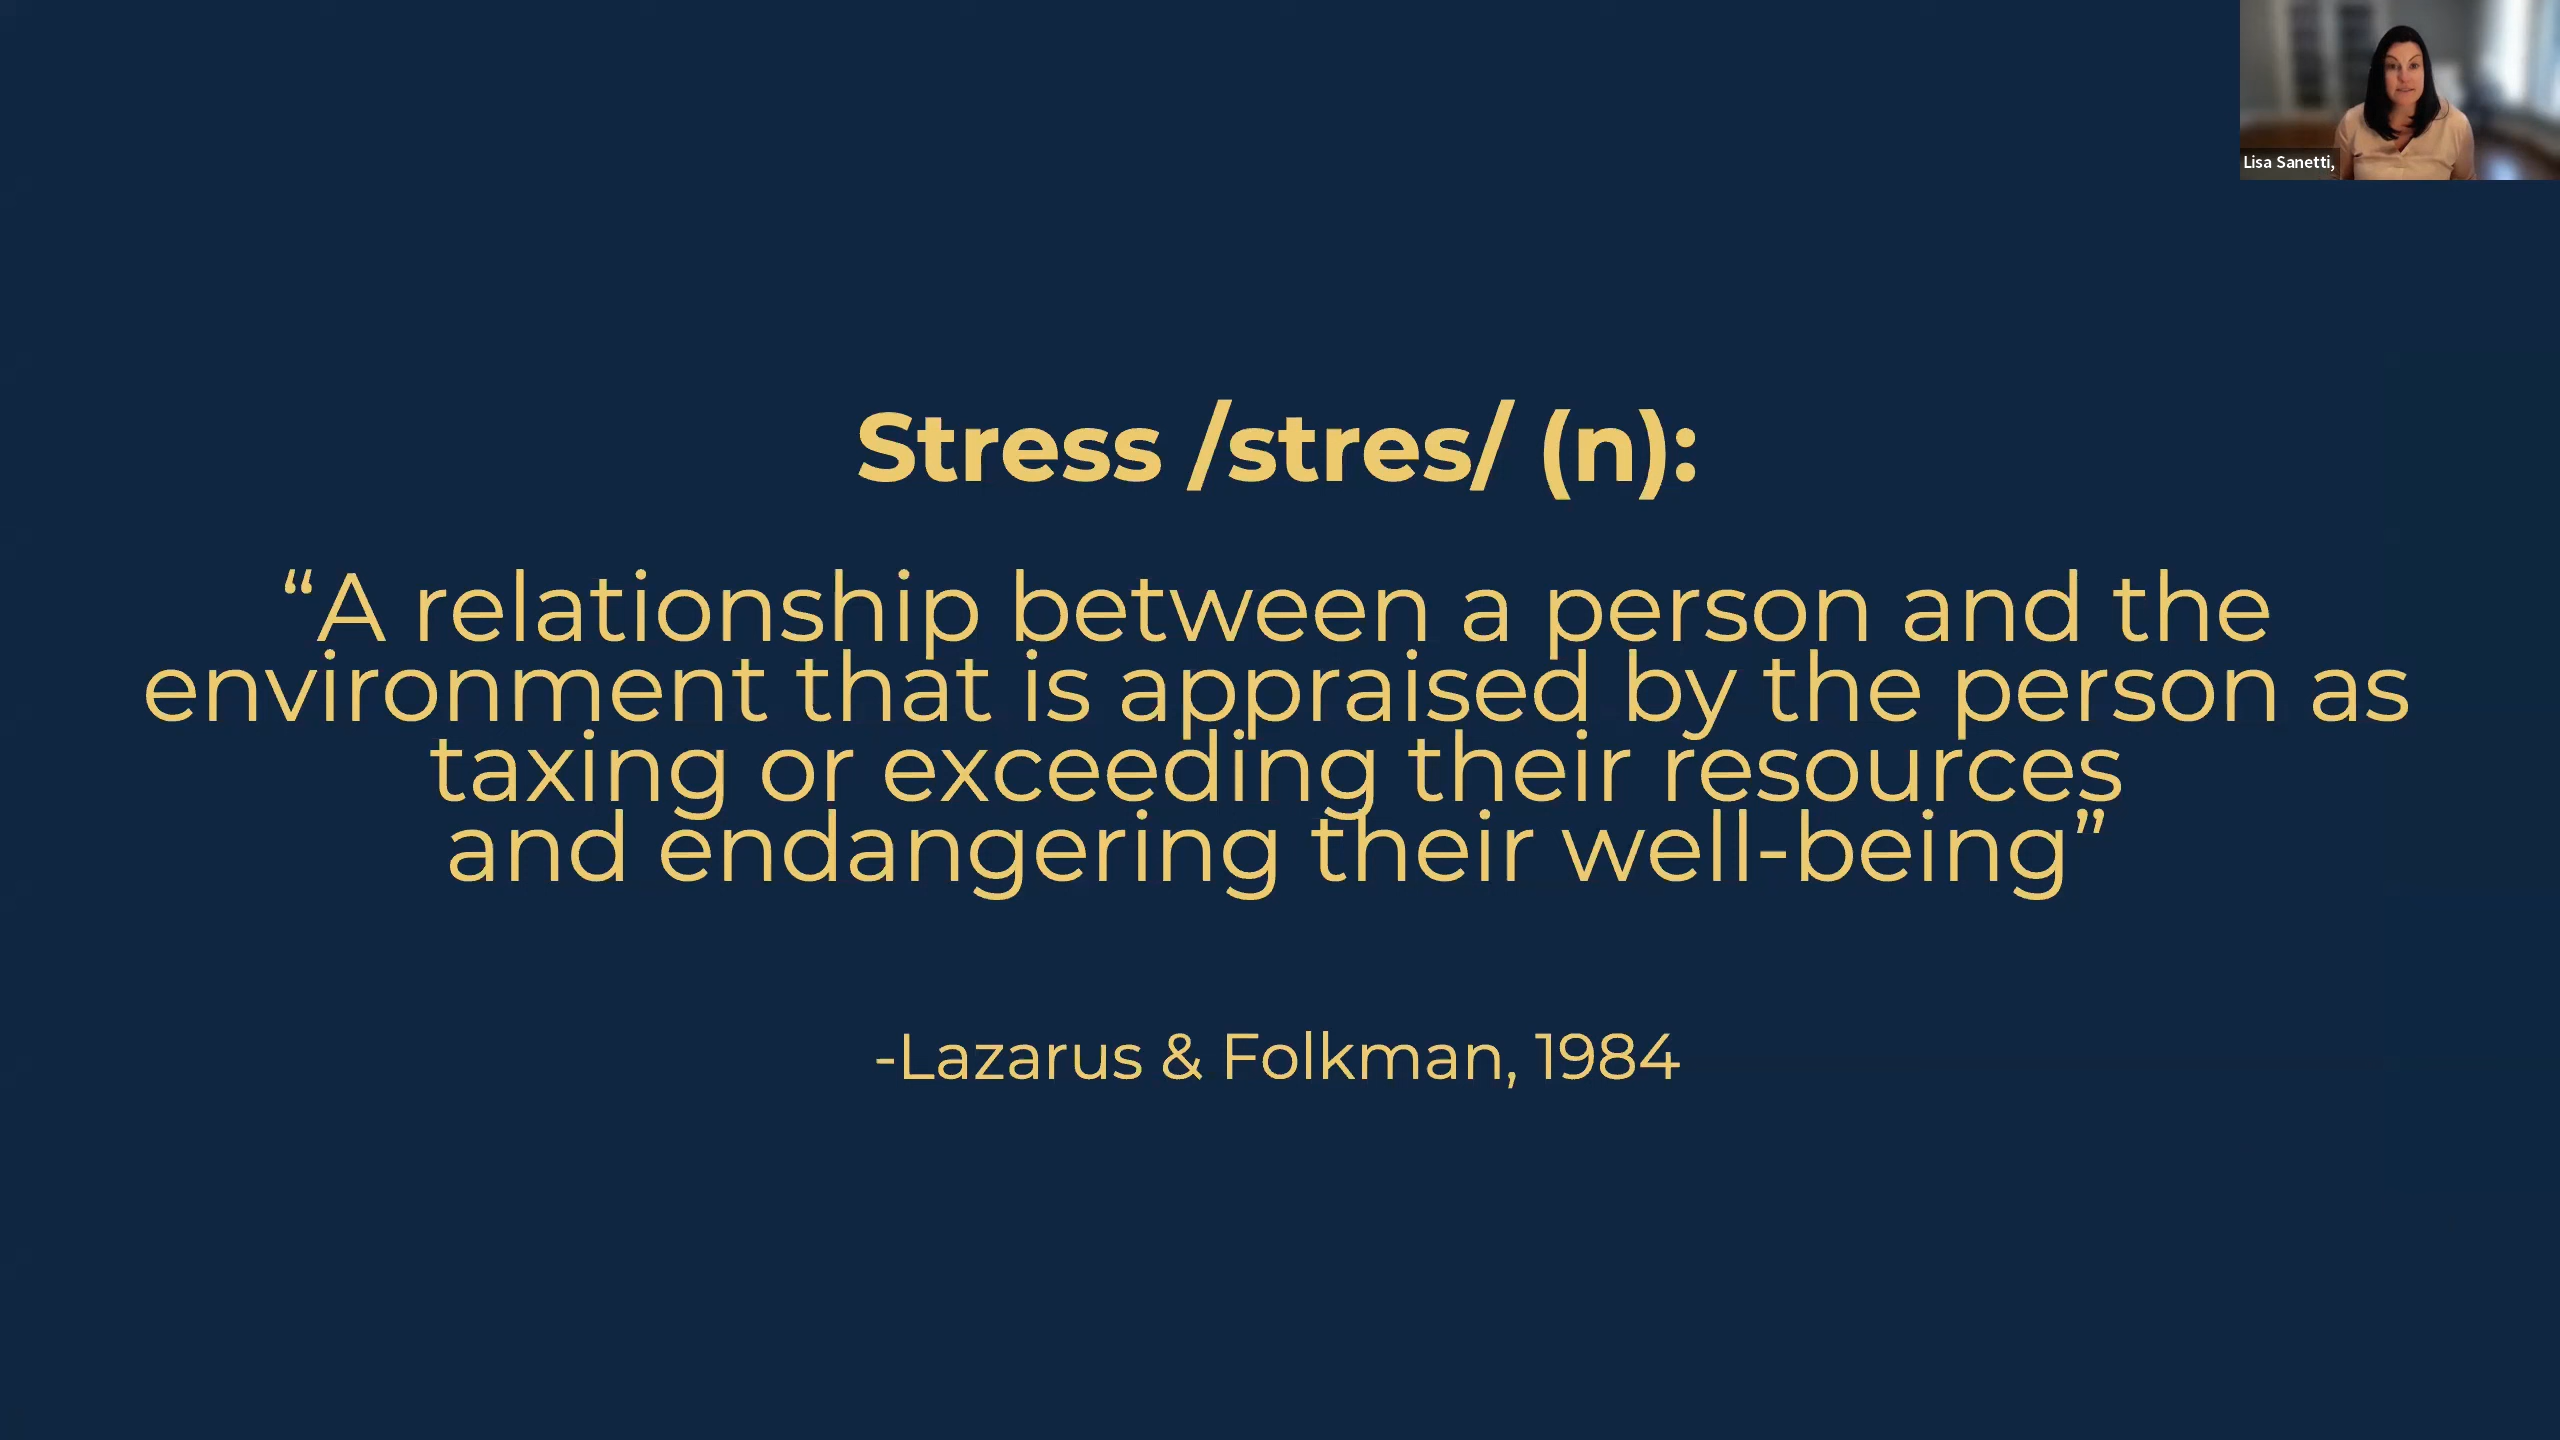 Lisa Sanetti,
Stress /stres/ (n):
“A relationship between a person and the
environment that is appraised by the person as
taxing or exceeding their resources
and endangering their well-being”
-Lazarus & Folkman, 1984